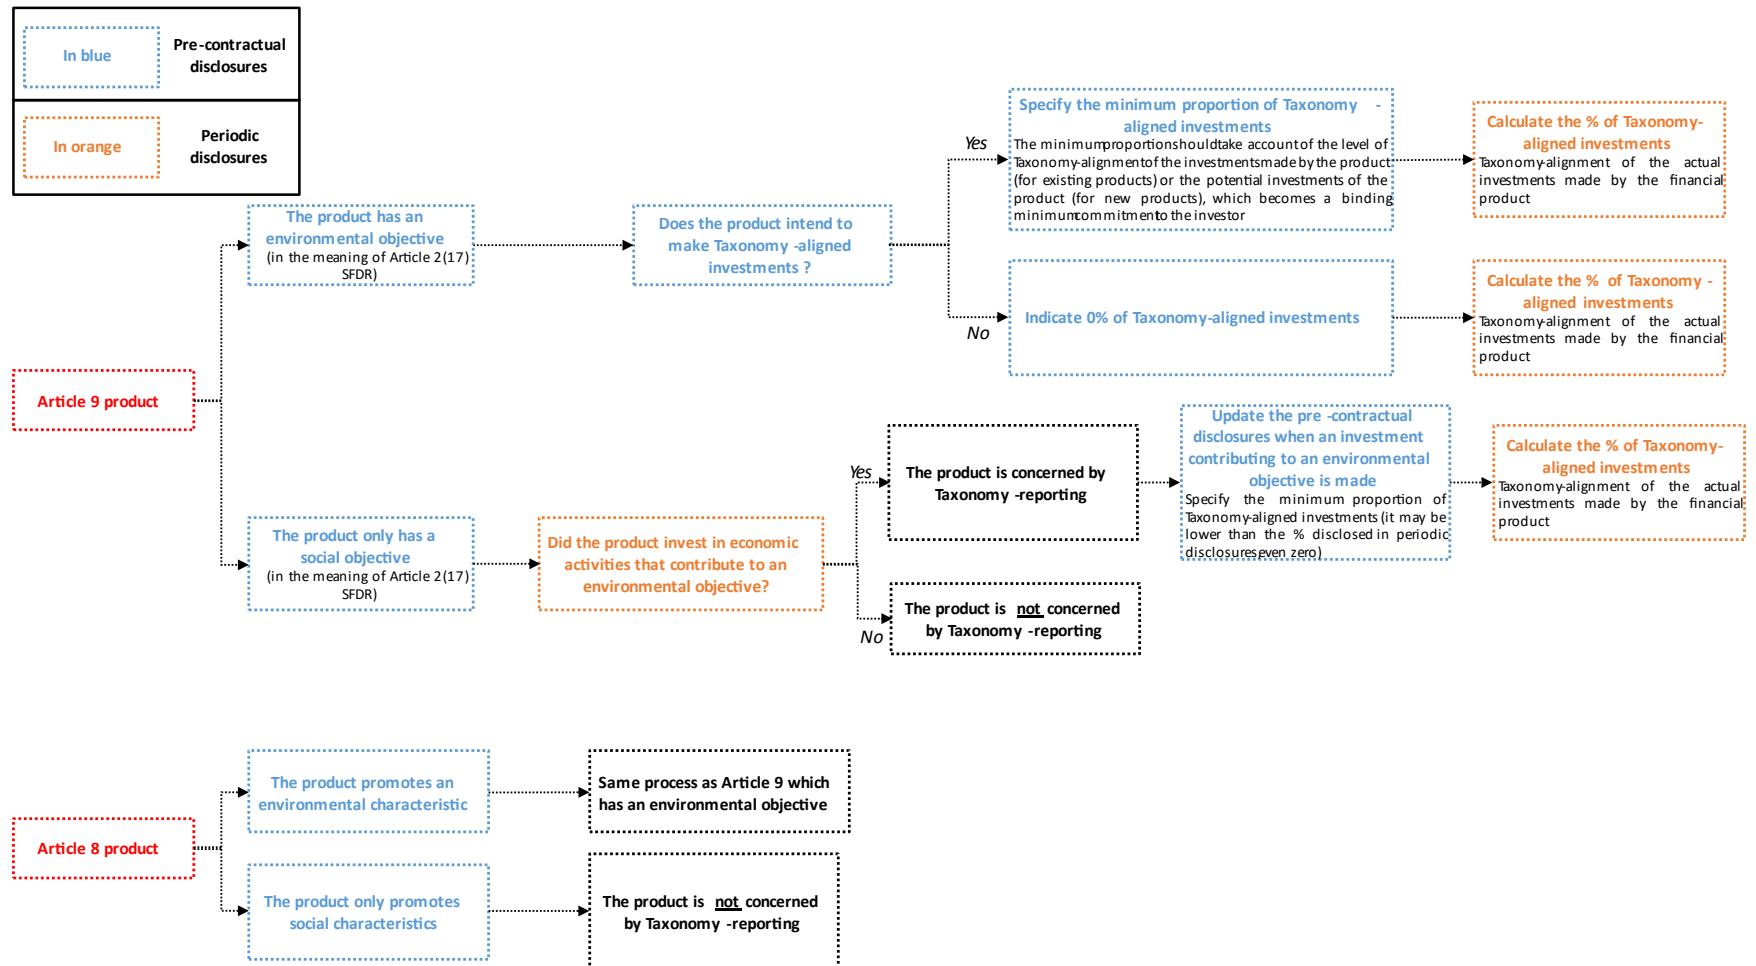 In blue
Pre-contractual
disclosures
In orange
Periodic
disclosures
Article 9 product
The product has an
environmental objective
(in the meaning of Article 2(17)
SFDR)
Does the product intend to
make Taxonomy -aligned
investments ?
Yes
Specify the minimum proportion of Taxonomy -
aligned investments
The minimum proportion should take account of the level of
Taxonomy-alignment of the investments made by the product
(for existing products) or the potential investments of the
product (for new products), which becomes a binding
minimum commitment to the investor
Calculate the % of Taxonomy-
aligned investments
Taxonomy-alignment of the actual
investments made by the financial
product
No
Indicate 0% of Taxonomy-aligned investments
Calculate the % of Taxonomy -
aligned investments
Taxonomy-alignment of the actual
investments made by the financial
product
The product only has a
social objective
(in the meaning of Article 2(17)
SFDR)
Did the product invest in economic
activities that contribute to an
environmental objective?
Yes
The product is concerned by
Taxonomy -reporting
Update the pre -contractual
disclosures when an investment
contributing to an environmental
objective is made
Specify the minimum proportion of
Taxonomy-aligned investments (it may be
lower than the % disclosed in periodic
disclosures, even zero)
Calculate the % of Taxonomy-
aligned investments
Taxonomy-alignment of the actual
investments made by the financial
product
No
The product is not concerned
by Taxonomy -reporting
Article 8 product
The product promotes an
environmental characteristic
Same process as Article 9 which
has an environmental objective
The product only promotes
social characteristics
The product is not concerned
by Taxonomy -reporting